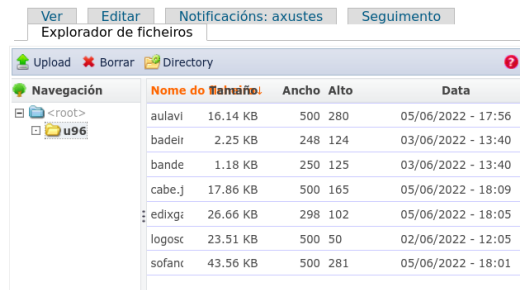 Ver Editar Notificacións: axustes Seguimento
Explorador de ficheiros
Upload Borrar Directory
Navegación
<root>
u96
Nome do Tamaño Ancho Alto Data
aulavi 16.14 KB 500 280 05/06/2022 - 17:56
badeir 2.25 KB 248 124 03/06/2022 - 13:40
bande 1.18 KB 250 125 03/06/2022 - 13:40
cabe.j 17.86 KB 500 165 05/06/2022 - 18:09
edixga 26.66 KB 298 102 05/06/2022 - 18:05
logosc 23.51 KB 500 50 02/06/2022 - 12:05
sofand 43.56 KB 500 281 05/06/2022 - 18:01